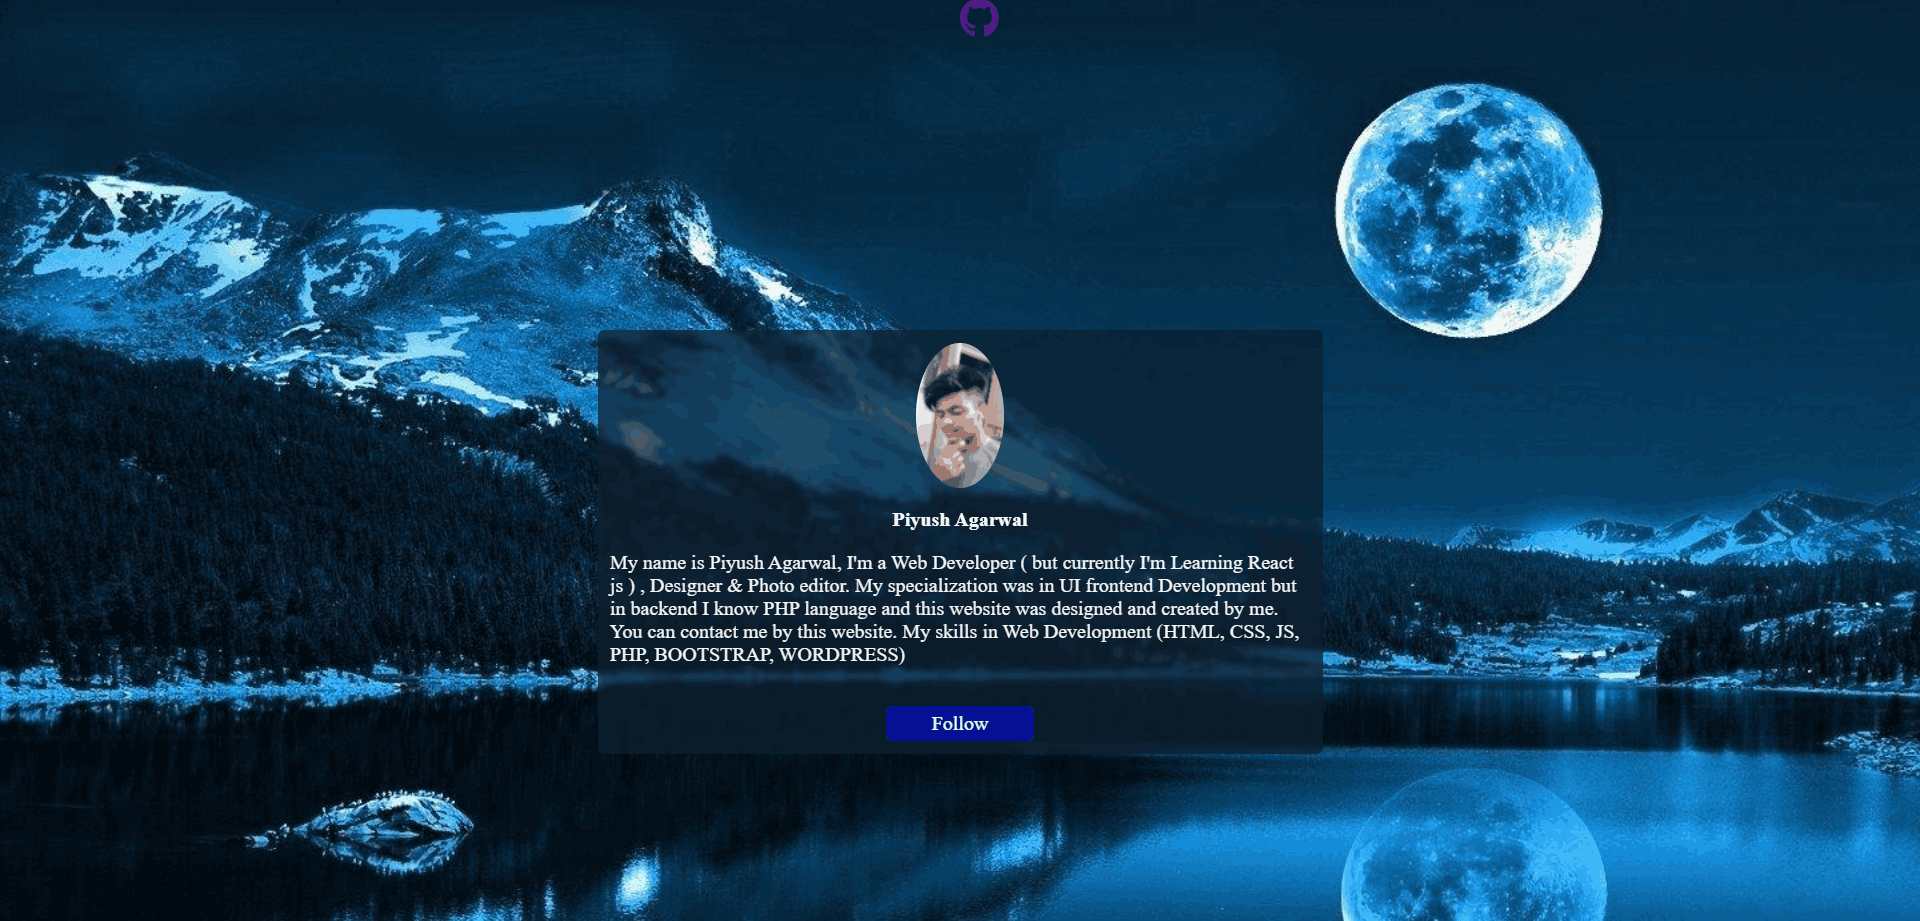 Piyush Agarwal
My name is Piyush Agarwal, I'm a Web Developer ( but currently I'm Learning React
js ) , Designer & Photo editor. My specialization was in UI frontend Development but
in backend I know PHP language and this website was designed and created by me.
You can contact me by this website. My skills in Web Development (HTML, CSS, JS,
PHP, BOOTSTRAP, WORDPRESS)
Follow